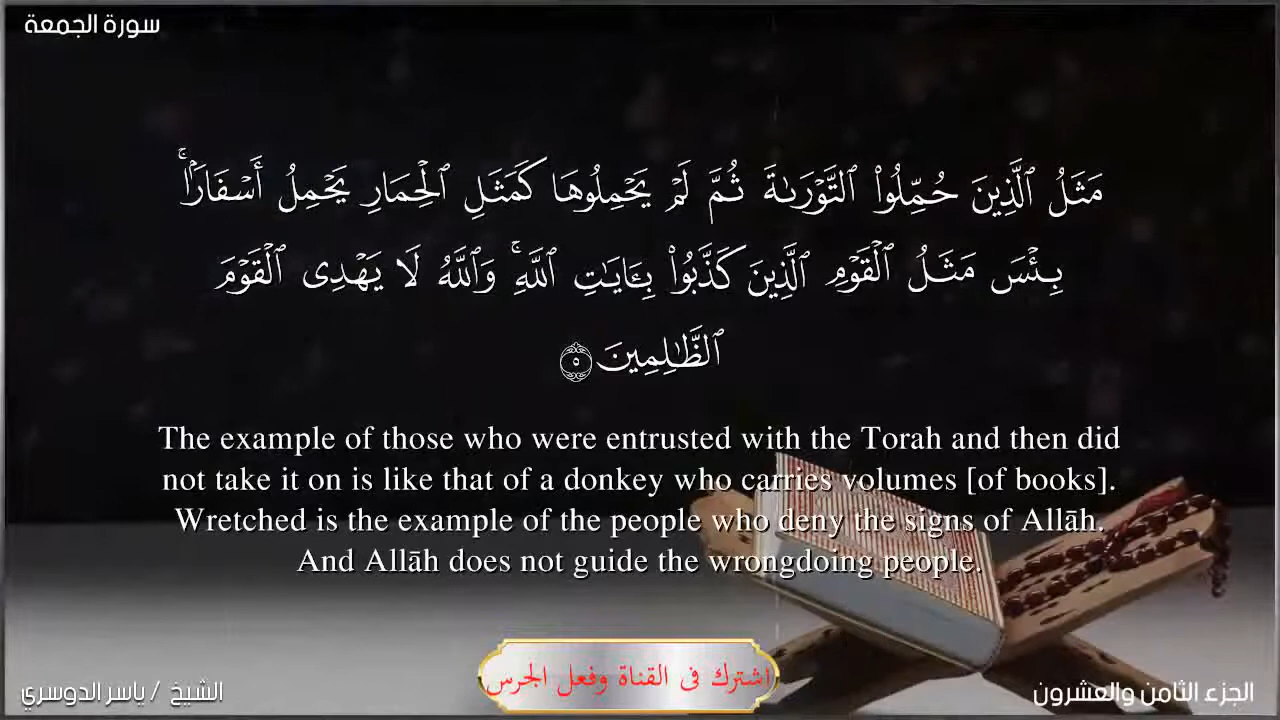 سورة الجمعة
مَثَلُ ٱلَّذِينَ حُمِّلُوا۟ ٱلتَّوْرَىٰةَ ثُمَّ لَمْ يَحْمِلُوهَا كَمَثَلِ ٱلْحِمَارِ يَحْمِلُ أَسْفَارًۢا ۚ
بِئْسَ مَثَلُ ٱلْقَوْمِ ٱلَّذِينَ كَذَّبُوا۟ بِـَٔايَـٰتِ ٱللَّهِ ۚ وَٱللَّهُ لَا يَهْدِى ٱلْقَوْمَ
ٱلظَّـٰلِمِينَ ٥
The example of those who were entrusted with the Torah and then did
not take it on is like that of a donkey who carries volumes [of books].
Wretched is the example of the people who deny the signs of Allāh.
And Allāh does not guide the wrongdoing people.
اشترك فى القناة وفعل الجرس
الجزء الثامن والعشرون
الشيخ / ياسر الدوسري